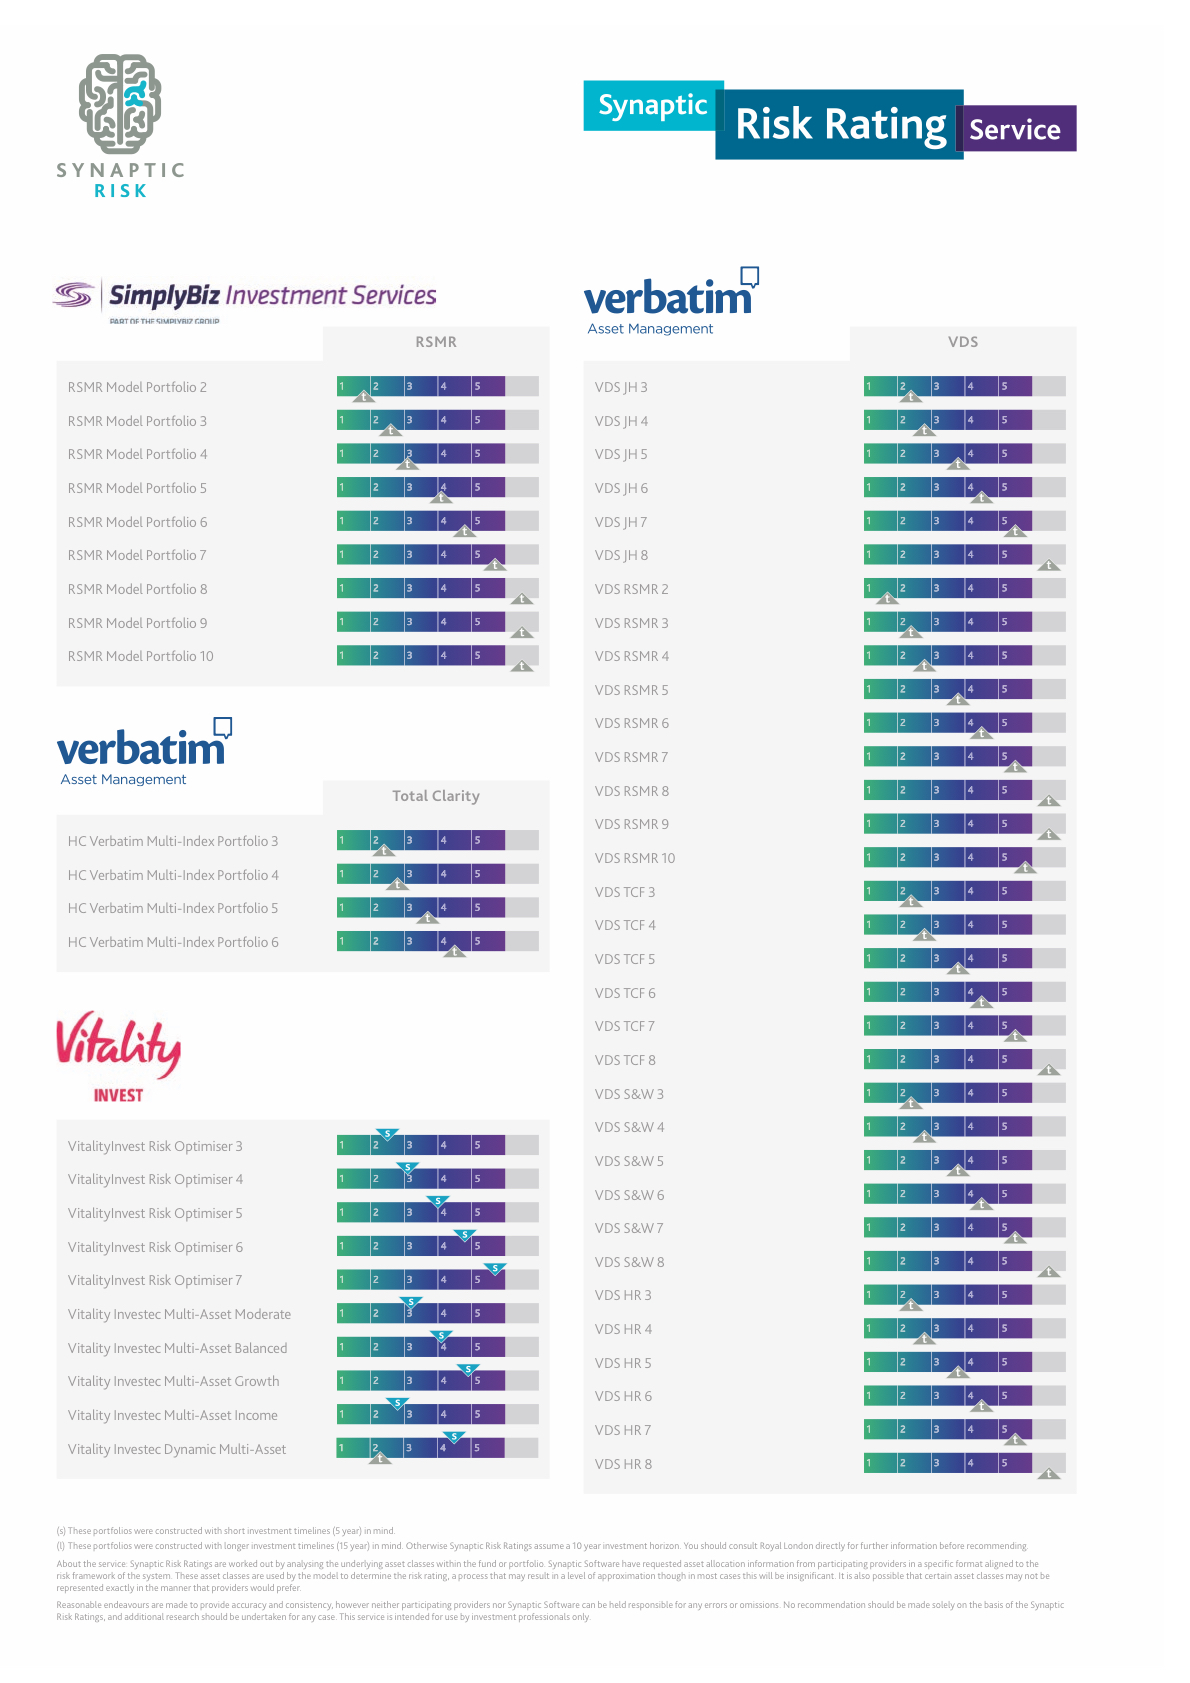 SYNAPTIC
RISK
Synaptic Risk Rating Service
SimplyBiz Investment Services
PART OF THE SIMPLYBIZ GROUP
RSMR
RSMR Model Portfolio 2 1 2 3 4 5 t
RSMR Model Portfolio 3 1 2 3 4 5 t
RSMR Model Portfolio 4 1 2 3 4 5 t
RSMR Model Portfolio 5 1 2 3 4 5 t
RSMR Model Portfolio 6 1 2 3 4 5 t
RSMR Model Portfolio 7 1 2 3 4 5 t
RSMR Model Portfolio 8 1 2 3 4 5 t
RSMR Model Portfolio 9 1 2 3 4 5 t
RSMR Model Portfolio 10 1 2 3 4 5 t
verbatim
Asset Management
Total Clarity
HC Verbatim Multi-Index Portfolio 3 1 2 3 4 5 t
HC Verbatim Multi-Index Portfolio 4 1 2 3 4 5 t
HC Verbatim Multi-Index Portfolio 5 1 2 3 4 5 t
HC Verbatim Multi-Index Portfolio 6 1 2 3 4 5 t
Vitality
INVEST
VitalityInvest Risk Optimiser 3 1 2 3 4 5 s
VitalityInvest Risk Optimiser 4 1 2 3 4 5 s
VitalityInvest Risk Optimiser 5 1 2 3 4 5 s
VitalityInvest Risk Optimiser 6 1 2 3 4 5 s
VitalityInvest Risk Optimiser 7 1 2 3 4 5 s
Vitality Investec Multi-Asset Moderate 1 2 3 4 5 s
Vitality Investec Multi-Asset Balanced 1 2 3 4 5 s
Vitality Investec Multi-Asset Growth 1 2 3 4 5 s
Vitality Investec Multi-Asset Income 1 2 3 4 5 s
Vitality Investec Dynamic Multi-Asset 1 2 3 4 5 s t
verbatim
Asset Management
VDS
VDS JH 3 1 2 3 4 5 t
VDS JH 4 1 2 3 4 5 t
VDS JH 5 1 2 3 4 5 t
VDS JH 6 1 2 3 4 5 t
VDS JH 7 1 2 3 4 5 t
VDS JH 8 1 2 3 4 5 t
VDS RSMR 2 1 2 3 4 5 t
VDS RSMR 3 1 2 3 4 5 t
VDS RSMR 4 1 2 3 4 5 t
VDS RSMR 5 1 2 3 4 5 t
VDS RSMR 6 1 2 3 4 5 t
VDS RSMR 7 1 2 3 4 5 t
VDS RSMR 8 1 2 3 4 5 t
VDS RSMR 9 1 2 3 4 5 t
VDS RSMR 10 1 2 3 4 5 t
VDS TCF 3 1 2 3 4 5 t
VDS TCF 4 1 2 3 4 5 t
VDS TCF 5 1 2 3 4 5 t
VDS TCF 6 1 2 3 4 5 t
VDS TCF 7 1 2 3 4 5 t
VDS TCF 8 1 2 3 4 5 t
VDS S&W 3 1 2 3 4 5 t
VDS S&W 4 1 2 3 4 5 t
VDS S&W 5 1 2 3 4 5 t
VDS S&W 6 1 2 3 4 5 t
VDS S&W 7 1 2 3 4 5 t
VDS S&W 8 1 2 3 4 5 t
VDS HR 3 1 2 3 4 5 t
VDS HR 4 1 2 3 4 5 t
VDS HR 5 1 2 3 4 5 t
VDS HR 6 1 2 3 4 5 t
VDS HR 7 1 2 3 4 5 t
VDS HR 8 1 2 3 4 5 t
(s) These portfolios were constructed with short investment timelines (5 year) in mind.
(l) These portfolios were constructed with longer investment timelines (15 year) in mind. Otherwise Synaptic Risk Ratings assume a 10 year investment horizon. You should consult Royal London directly for further information before recommending.
About the service: Synaptic Risk Ratings are worked out by analysing the underlying asset classes within the fund or portfolio. Synaptic Software have requested asset allocation information from participating providers in a specific format aligned to the
risk framework of the system. These asset classes are used by the model to determine the risk rating, a process that may result in a level of approximation though in most cases this will be insignificant. It is also possible that certain asset classes may not be
represented exactly in the manner that providers would prefer.
Reasonable endeavours are made to provide accuracy and consistency, however neither participating providers nor Synaptic Software can be held responsible for any errors or omissions. No recommendation should be made solely on the basis of the Synaptic
Risk Ratings, and additional research should be undertaken for any case. This service is intended for use by investment professionals only.